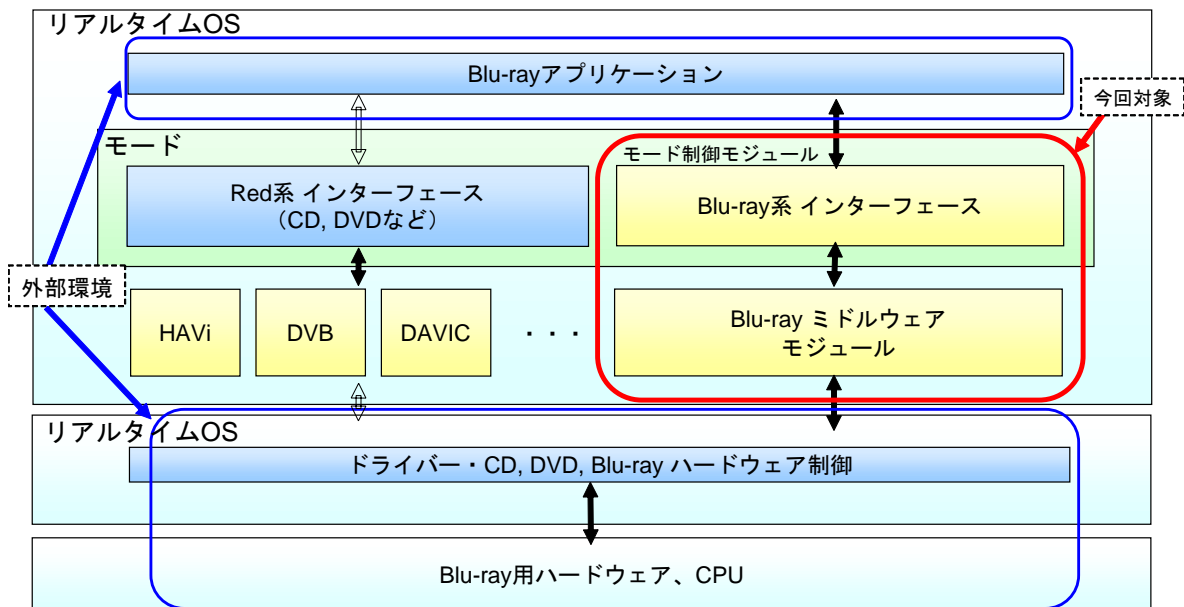 リアルタイムOS
Blu-rayアプリケーション
今回対象
モード
モード制御モジュール
Red系 インターフェース
（CD, DVDなど）
Blu-ray系 インターフェース
外部環境
HAVi
DVB
DAVIC
・・・
Blu-ray ミドルウェア
モジュール
リアルタイムOS
ドライバー・CD, DVD, Blu-ray ハードウェア制御
Blu-ray用ハードウェア、CPU